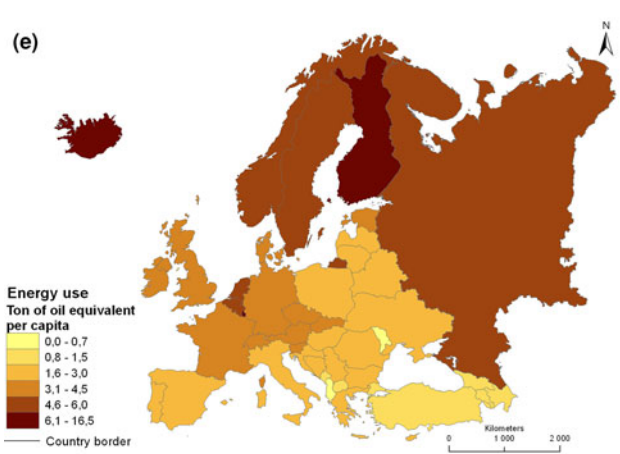 (e)
N
Energy use
Ton of oil equivalent
per capita
0,0 - 0,7
0,8 - 1,5
1,6 - 3,0
3,1 - 4,5
4,6 - 6,0
6,1 - 16,5
Country border
Kilometers
0 1 000 2 000